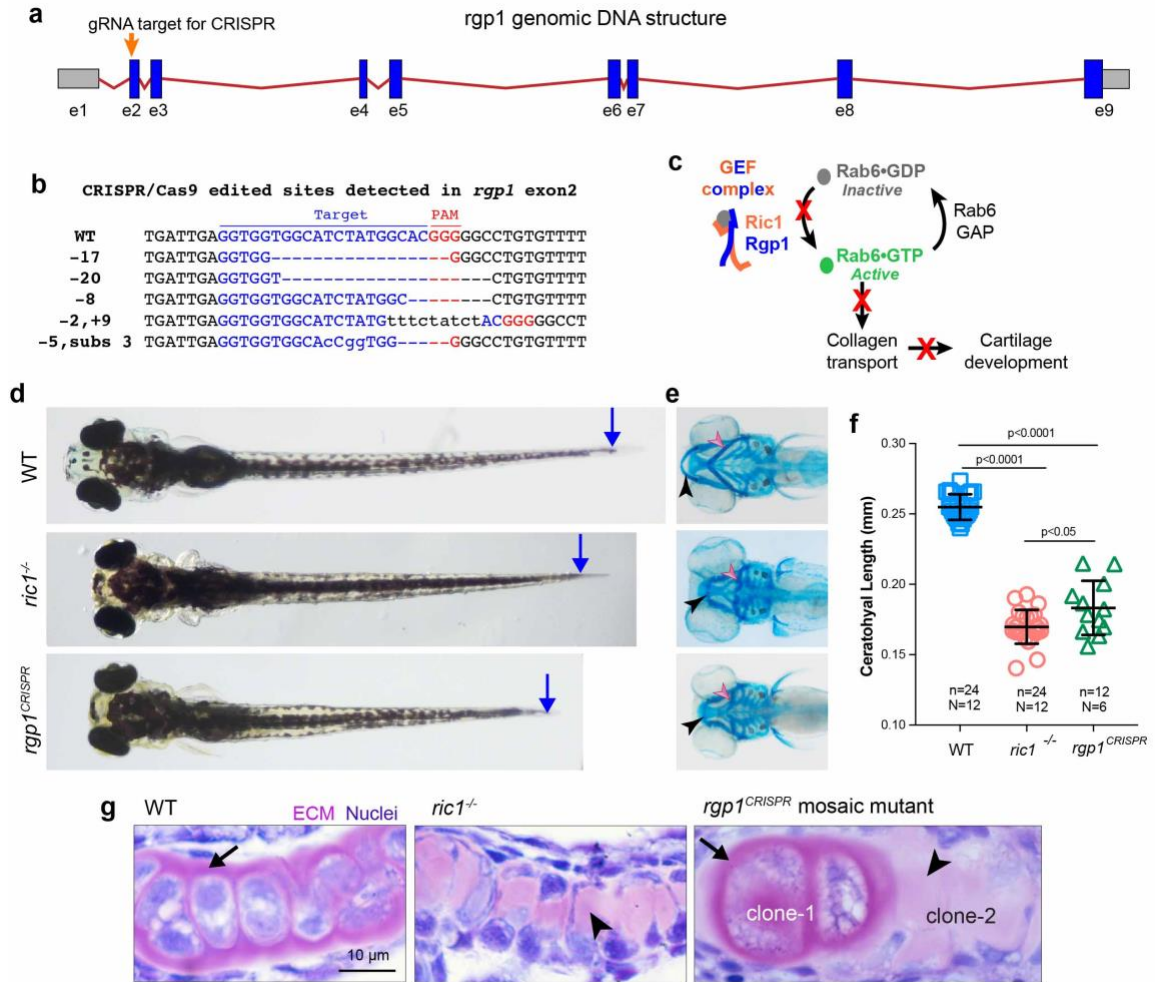 a
rgp1 genomic DNA structure
gRNA target for CRISPR
e1 e2 e3 e4 e5 e6 e7 e8 e9
b
CRISPR/Cas9 edited sites detected in rgp1 exon2
Target PAM
WT TGATTGAGGTGGTGGCATCTATGGCACGGGGGCCTGTGTTTT
-17 TGATTGAGGTGG-----------------GGGCCTGTGTTTT
-20 TGATTGAGGTGGT--------------------CTGTGTTTT
-8 TGATTGAGGTGGTGGCATCTATGGC--------CTGTGTTTT
-2,+9 TGATTGAGGTGGTGGCATCTATGtttctatctACGGGGGCCT
-5,subs 3 TGATTGAGGTGGTGGCAcCggTGG-----GGGCCTGTGTTTT
c
GEF
complex
Ric1
Rgp1
Rab6•GDP
Inactive
Rab6
GAP
Rab6•GTP
Active
Collagen
transport
Cartilage
development
d
WT
ric1-/-
rgp1CRISPR
e
f
Ceratohyal Length (mm)
0.30
0.25
0.20
0.15
0.10
p<0.0001
p<0.0001
p<0.05
n=24 n=24 n=12
N=12 N=12 N=6
WT ric1 -/- rgp1CRISPR
g
WT
ECM Nuclei
10 µm
ric1-/-
rgp1CRISPR mosaic mutant
clone-1
clone-2